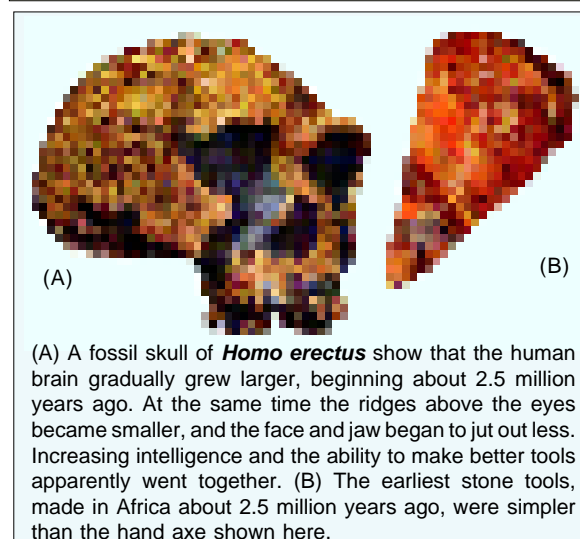 (A)
(B)
(A) A fossil skull of Homo erectus show that the human
brain gradually grew larger, beginning about 2.5 million
years ago. At the same time the ridges above the eyes
became smaller, and the face and jaw began to jut out less.
Increasing intelligence and the ability to make better tools
apparently went together. (B) The earliest stone tools,
made in Africa about 2.5 million years ago, were simpler
than the hand axe shown here.